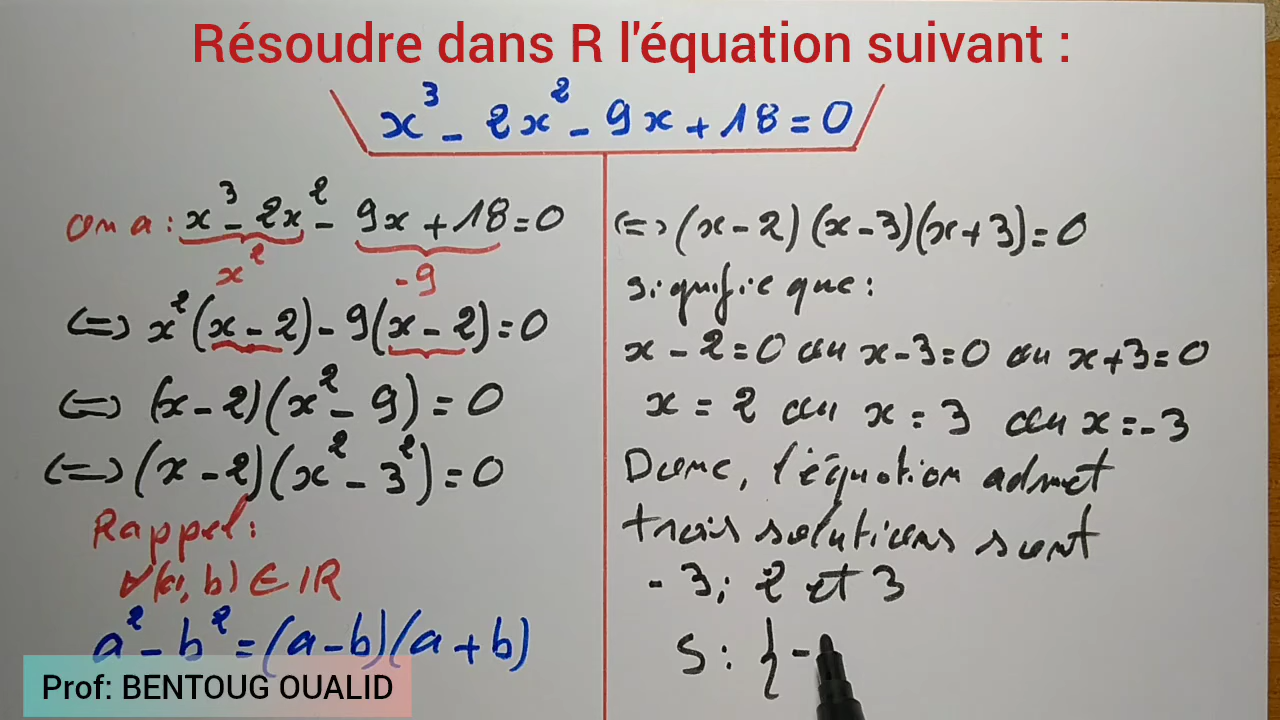 Résoudre dans R l'équation suivant :
x³ - 2x² - 9x + 18 = 0
on a : x³ - 2x² - 9x + 18 = 0
x² -9
<=> x²(x - 2) - 9(x - 2) = 0
<=> (x - 2)(x² - 9) = 0
<=> (x - 2)(x² - 3²) = 0
Rappel :
∀(a, b) ∈ IR
a² - b² = (a - b)(a + b)
Prof: BENTOUG OUALID
<=> (x - 2)(x - 3)(x + 3) = 0
signifie que :
x - 2 = 0 ou x - 3 = 0 ou x + 3 = 0
x = 2 ou x = 3 ou x = -3
Donc, l'équation admet
trois solutions sont
-3 ; 2 et 3
S : { -